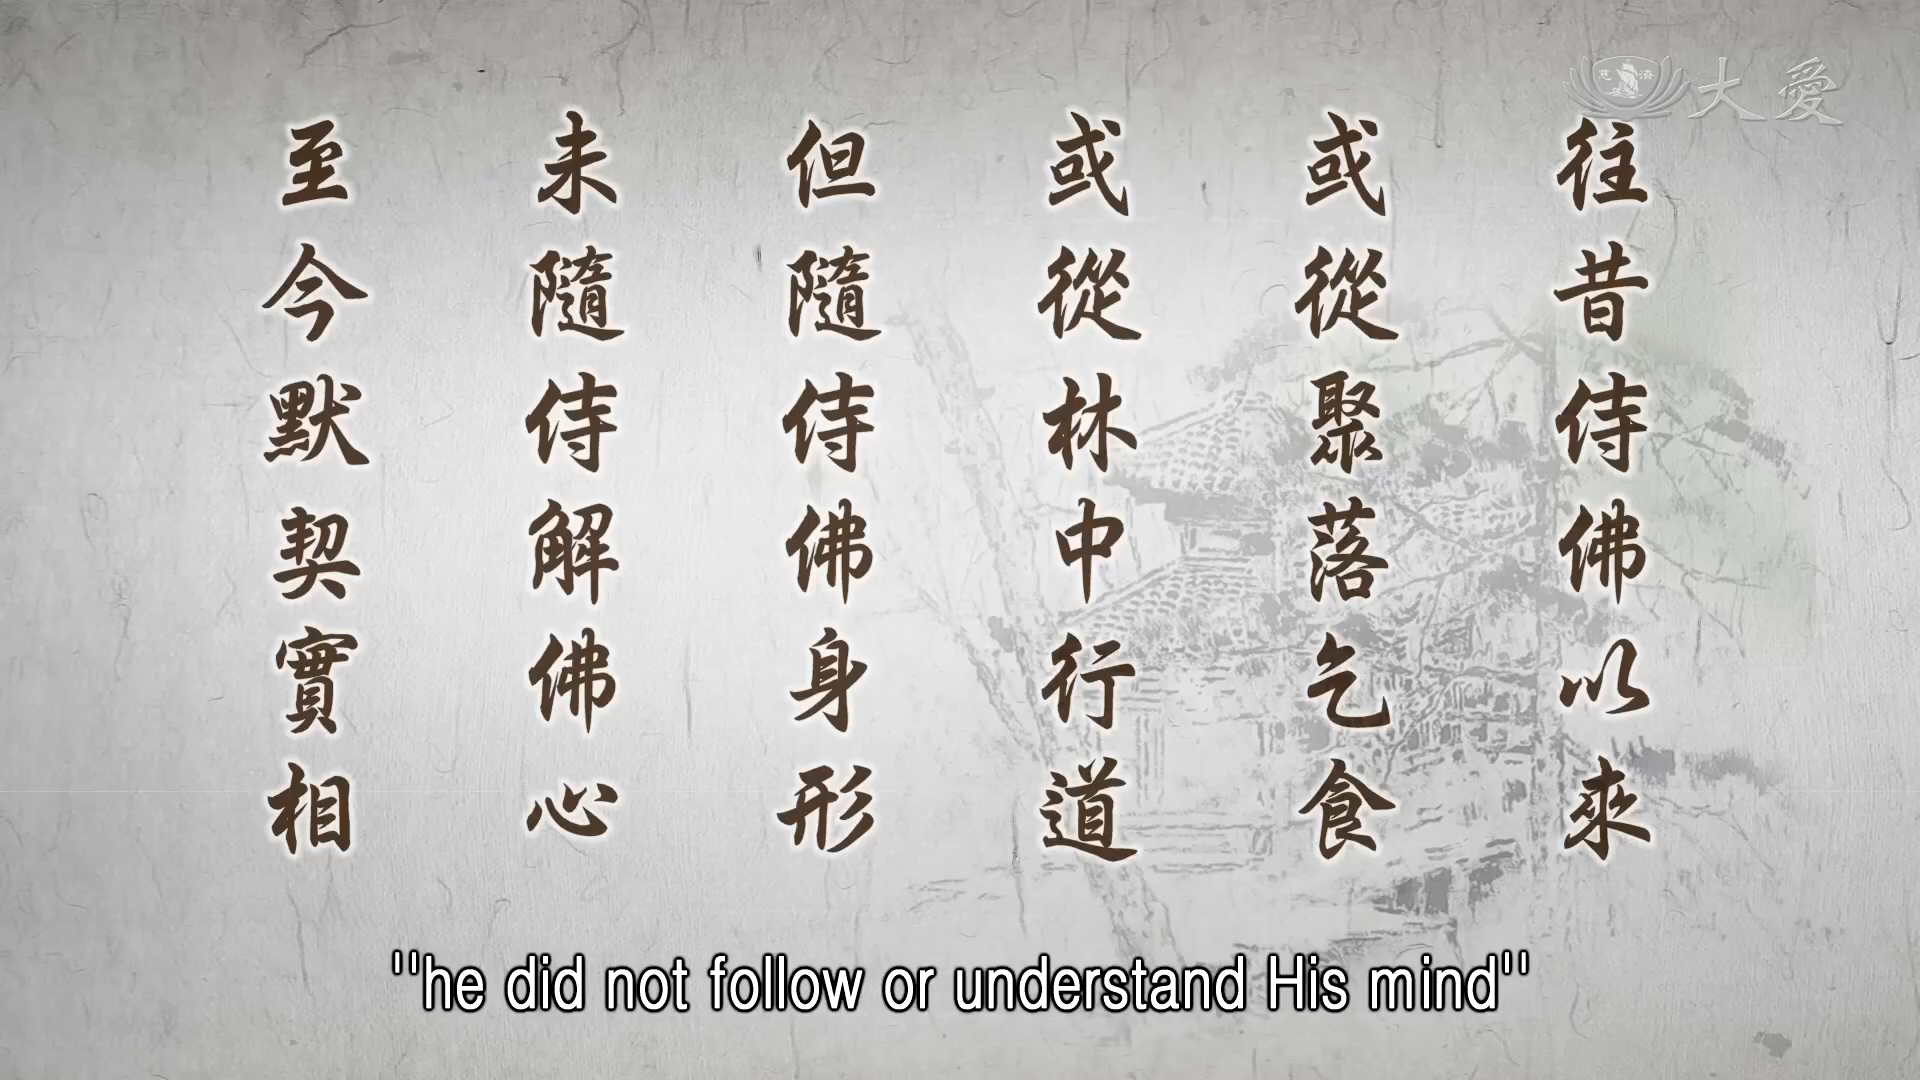 往昔侍佛以來
或從聚落乞食
或從林中行道
但隨侍佛身形
未隨侍解佛心
至今默契實相
慈濟
大愛
"he did not follow or understand His mind"